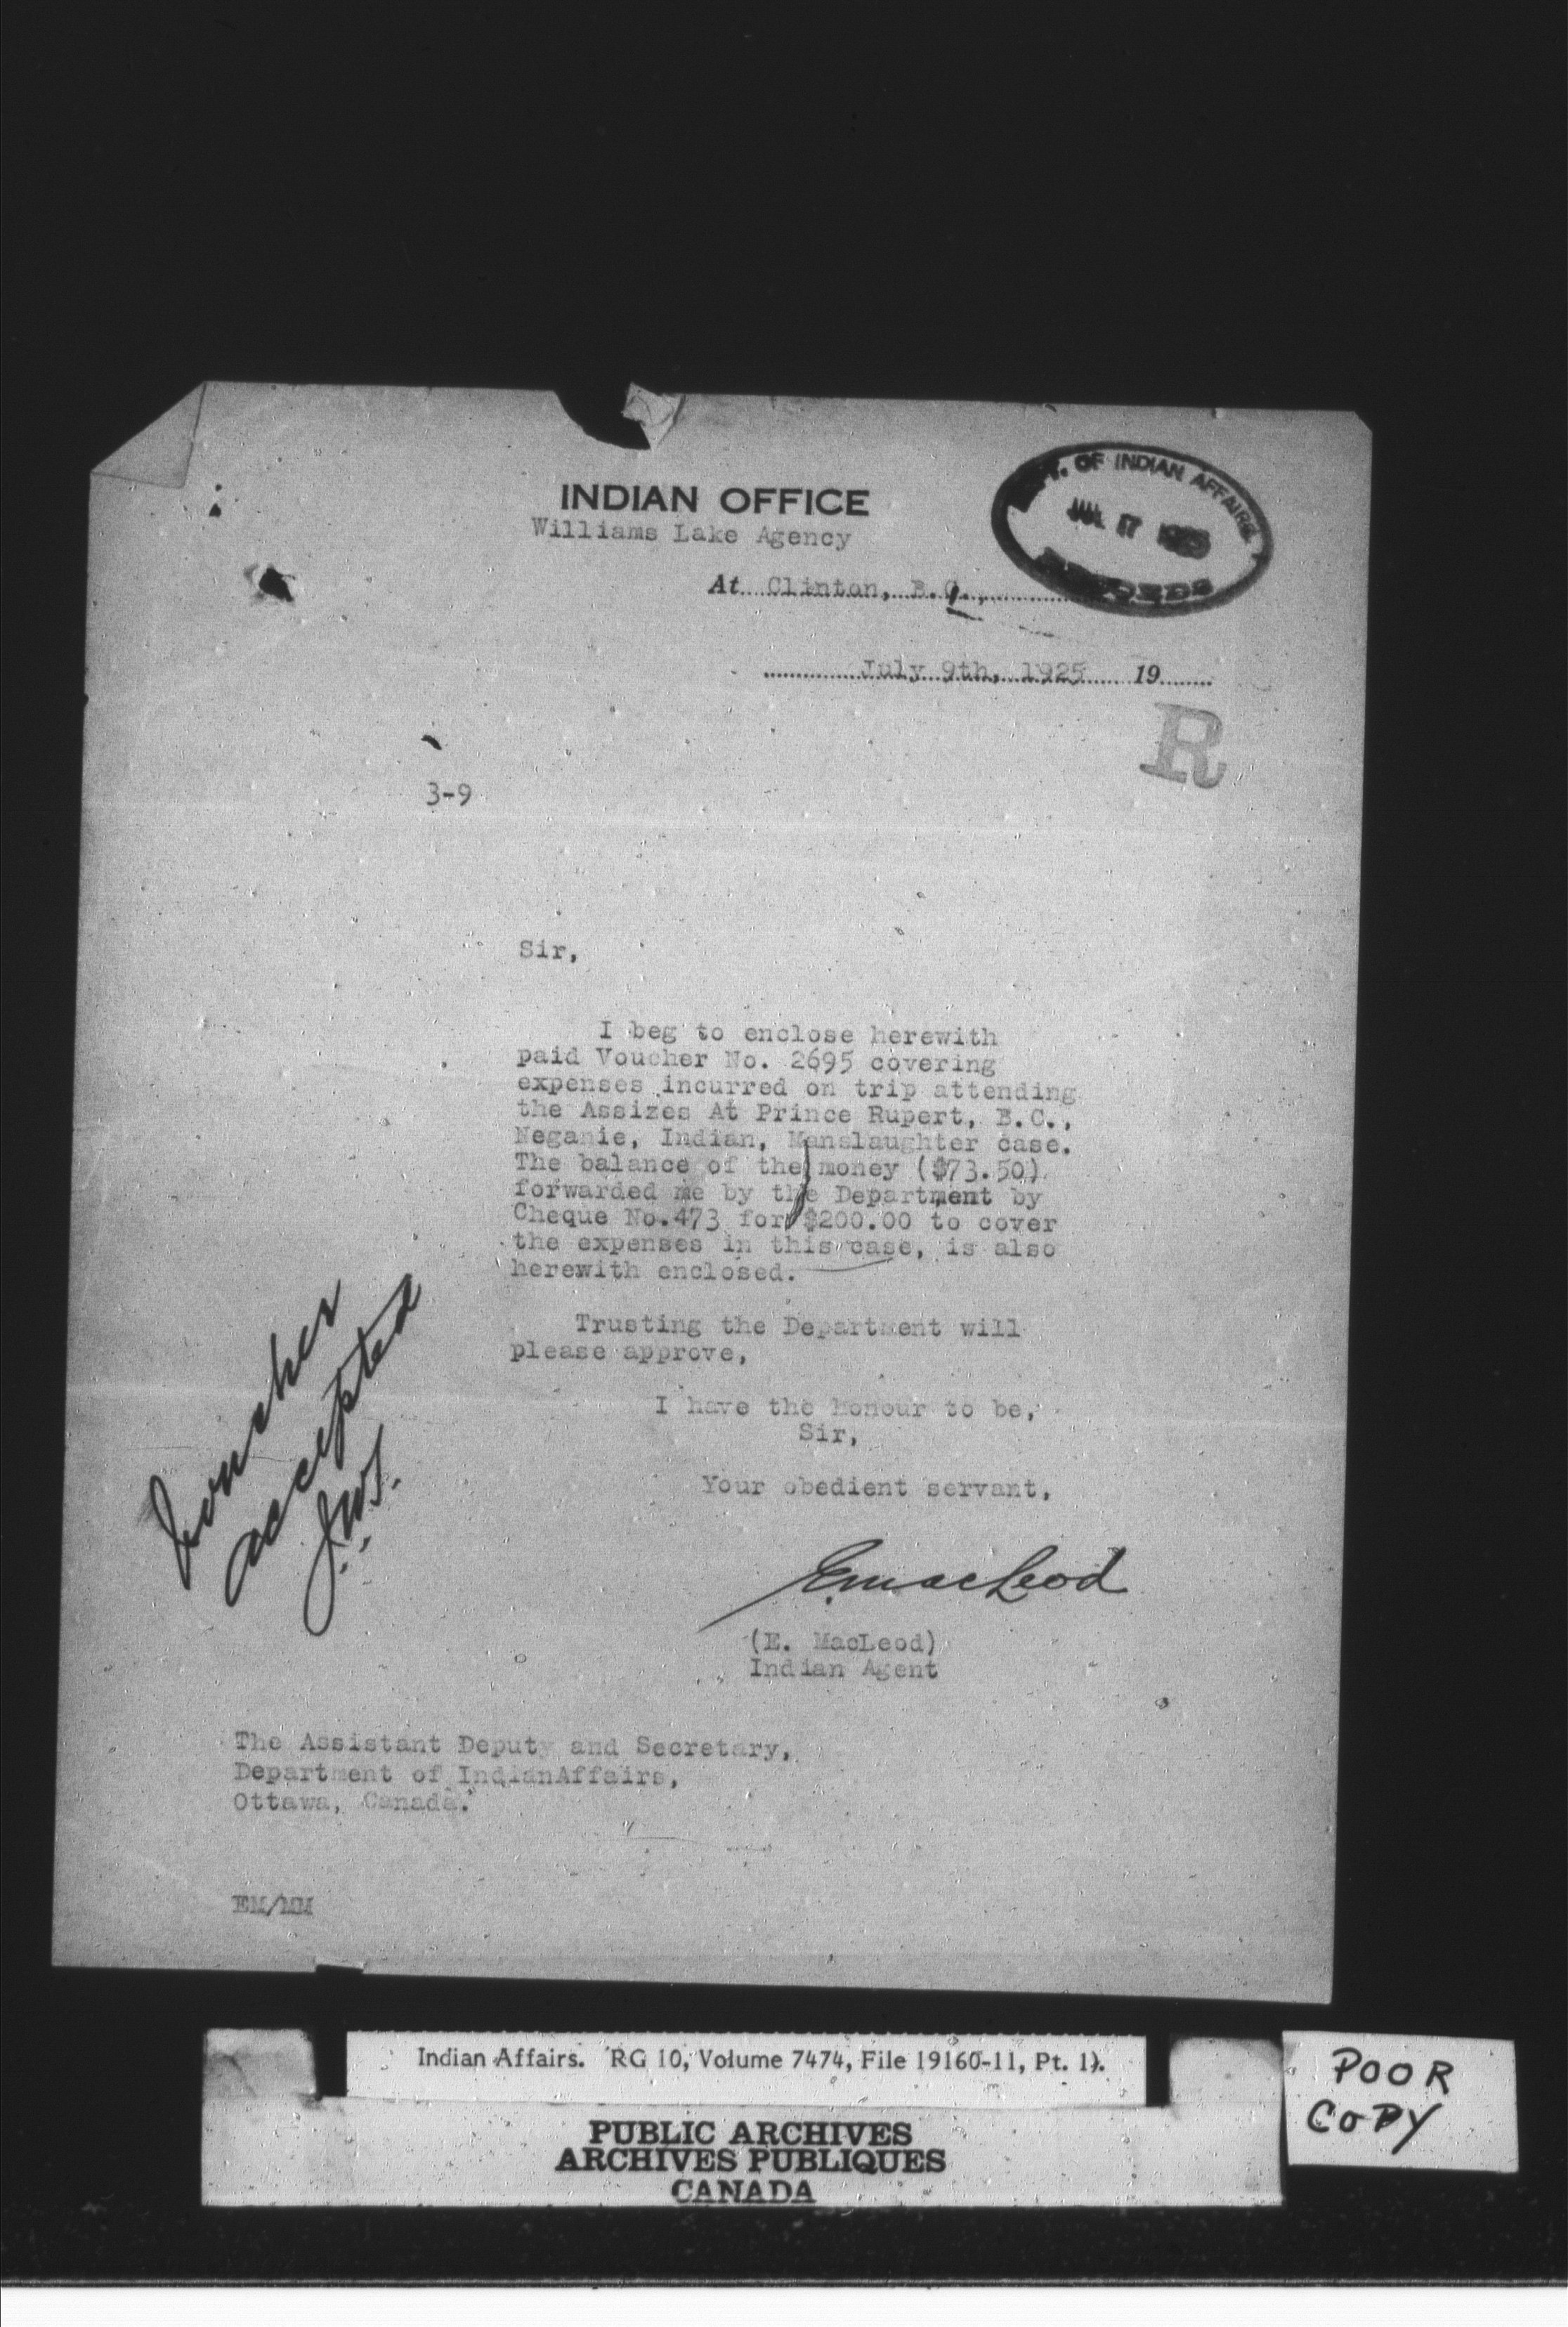 INDIAN OFFICE
Williams Lake Agency
DEPT. OF INDIAN AFFAIRS
JUL 17 1925
RECORDS
At Clinton, B.C.,
July 9th, 1925 19
R
3-9
Sir,
I beg to enclose herewith
paid Voucher No. 2695 covering
expenses incurred on trip attending
the Assizes At Prince Rupert, B.C.,
Neganie, Indian, Manslaughter case.
The balance of the money ($73.50)
forwarded me by the Department by
Cheque No.473 for $200.00 to cover
the expenses in this case, is also
herewith enclosed.
Trusting the Department will
please approve,
I have the honour to be,
Sir,
Your obedient servant,
E. MacLeod
(E. MacLeod)
Indian Agent
Voucher
accepted
The Assistant Deputy and Secretary,
Department of IndianAffairs,
Ottawa, Canada.
EM/MM
Indian Affairs. RG 10, Volume 7474, File 19160-11, Pt. 1).
PUBLIC ARCHIVES
ARCHIVES PUBLIQUES
CANADA
POOR
COPY